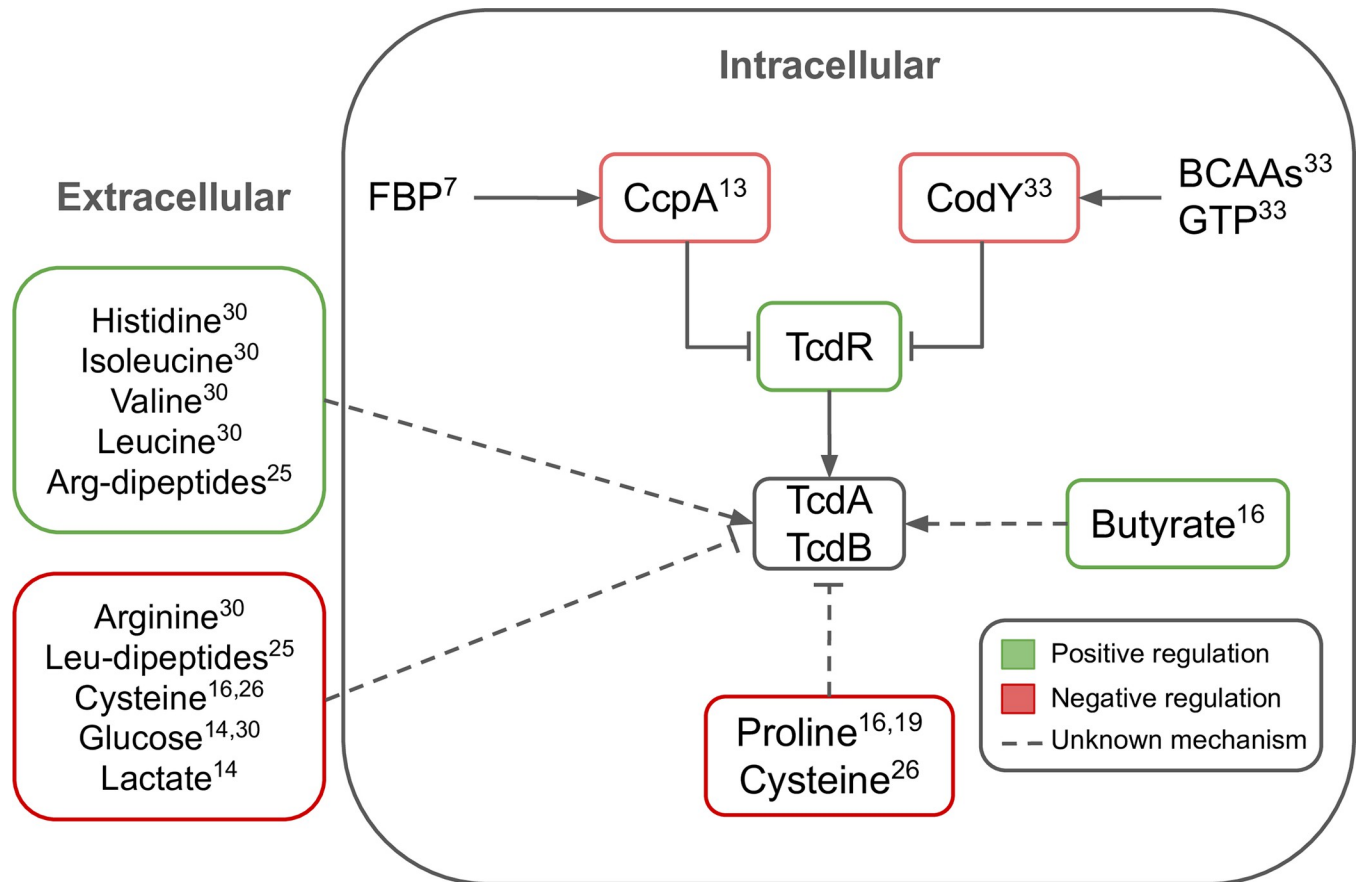 Intracellular
Extracellular
FBP⁷
CcpA¹³
CodY³³
BCAAs³³
GTP³³
Histidine³⁰
Isoleucine³⁰
Valine³⁰
Leucine³⁰
Arg-dipeptides²⁵
TcdR
TcdA
TcdB
Butyrate¹⁶
Arginine³⁰
Leu-dipeptides²⁵
Cysteine¹⁶,²⁶
Glucose¹⁴,³⁰
Lactate¹⁴
Proline¹⁶,¹⁹
Cysteine²⁶
Positive regulation
Negative regulation
Unknown mechanism